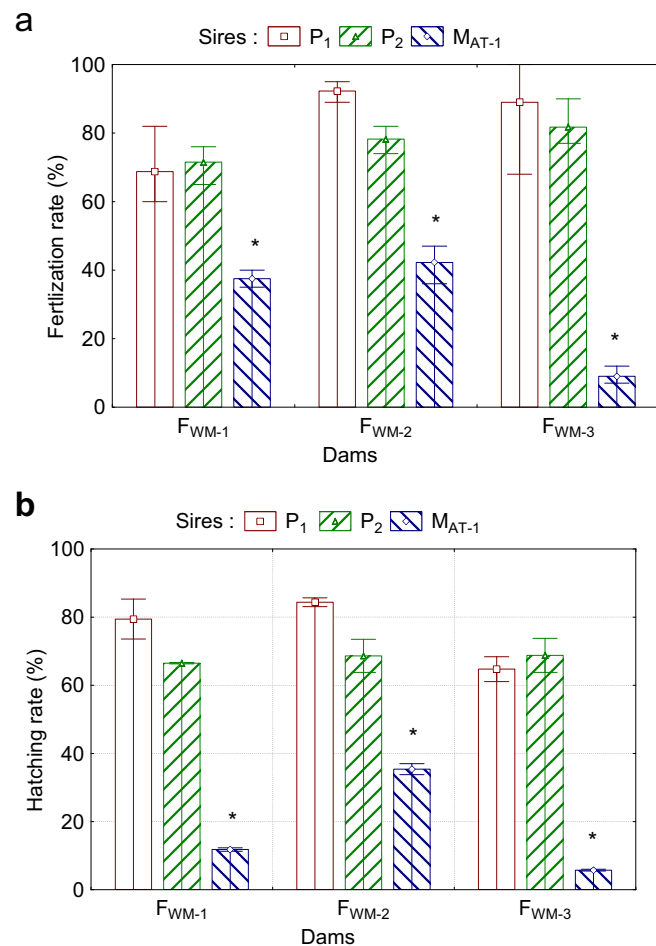 a
Sires : P1 P2 MAT-1
100
80
60
40
20
0
Fertlization rate (%)
*
*
*
FWM-1 FWM-2 FWM-3
Dams
b
Sires : P1 P2 MAT-1
100
80
60
40
20
0
Hatching rate (%)
*
*
*
FWM-1 FWM-2 FWM-3
Dams